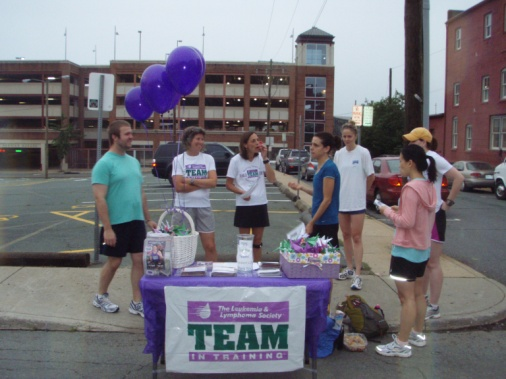 TEAM
The Leukemia &
Lymphoma Society
TEAM
IN TRAINING